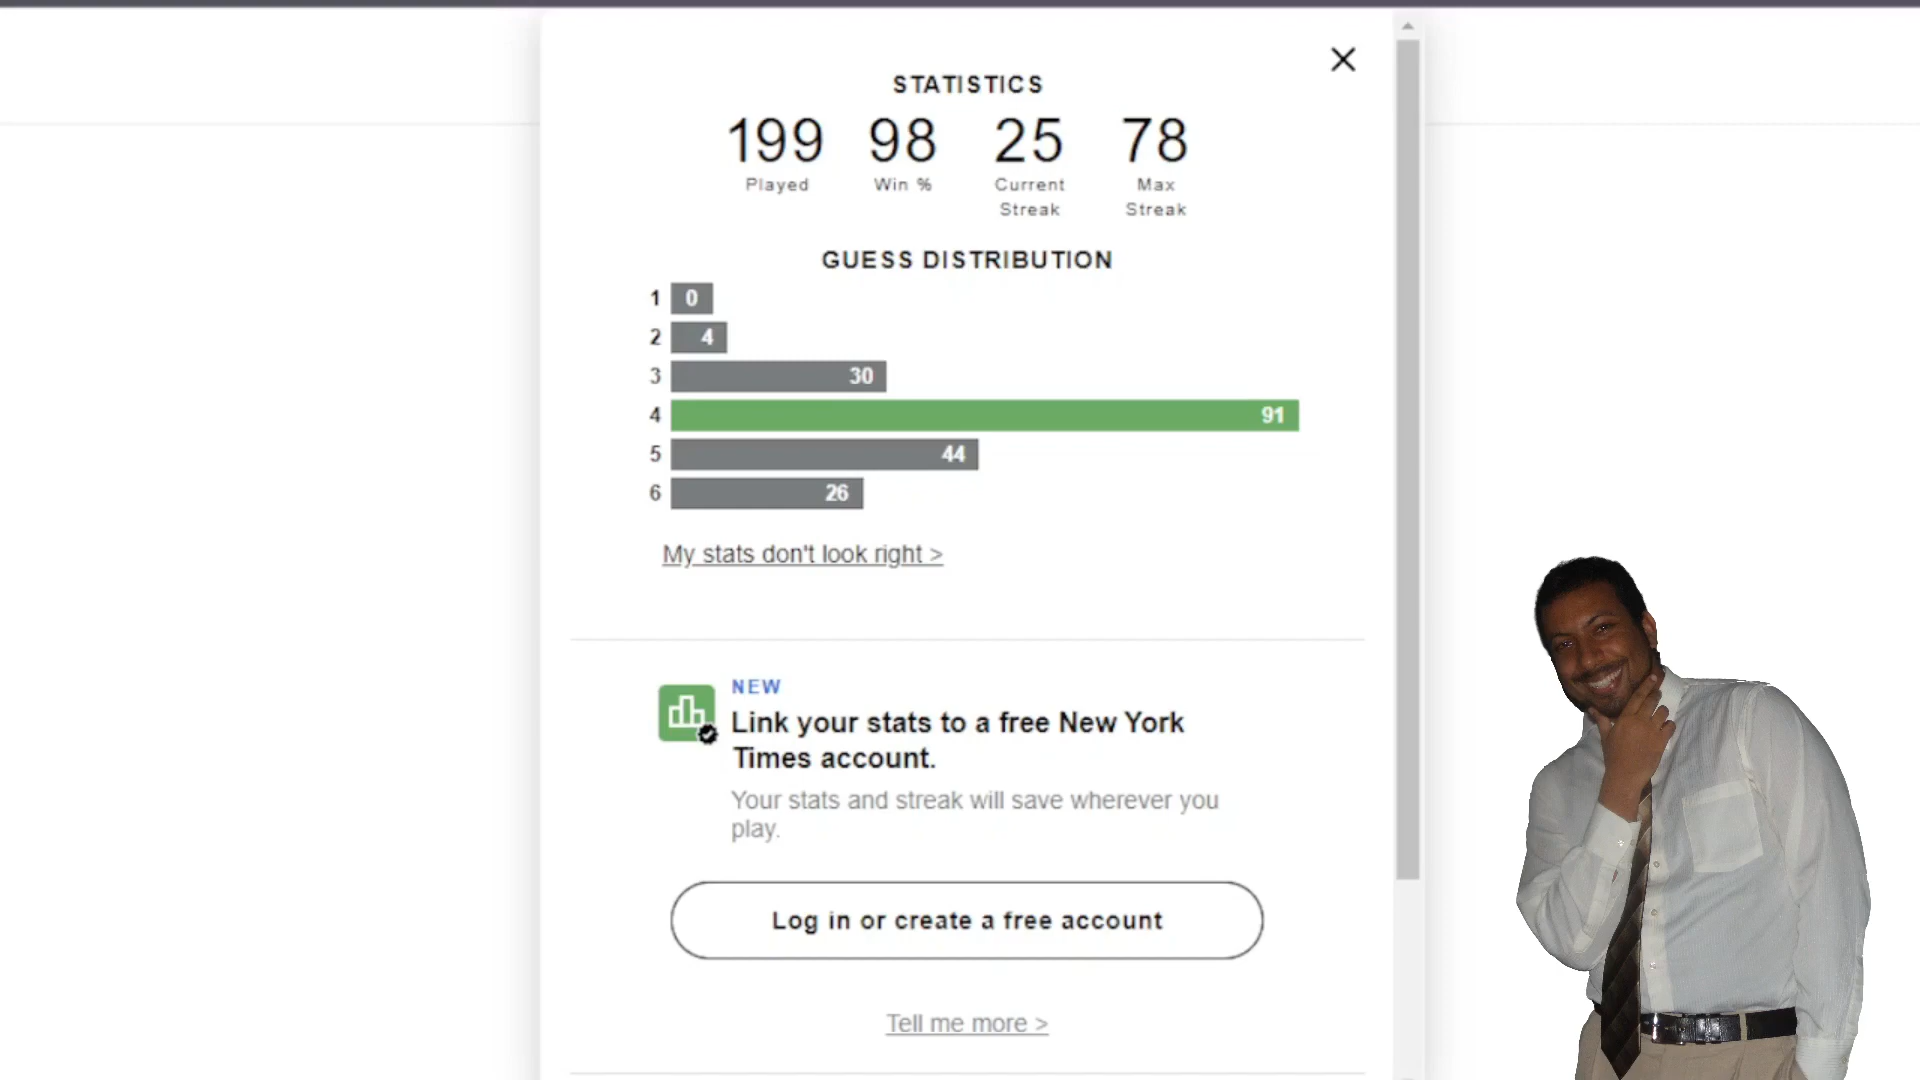 STATISTICS
199 98 25 78
Played Win % Current Streak Max Streak
GUESS DISTRIBUTION
1 0
2 4
3 30
4 91
5 44
6 26
My stats don't look right >
NEW
Link your stats to a free New York
Times account.
Your stats and streak will save wherever you
play.
Log in or create a free account
Tell me more >